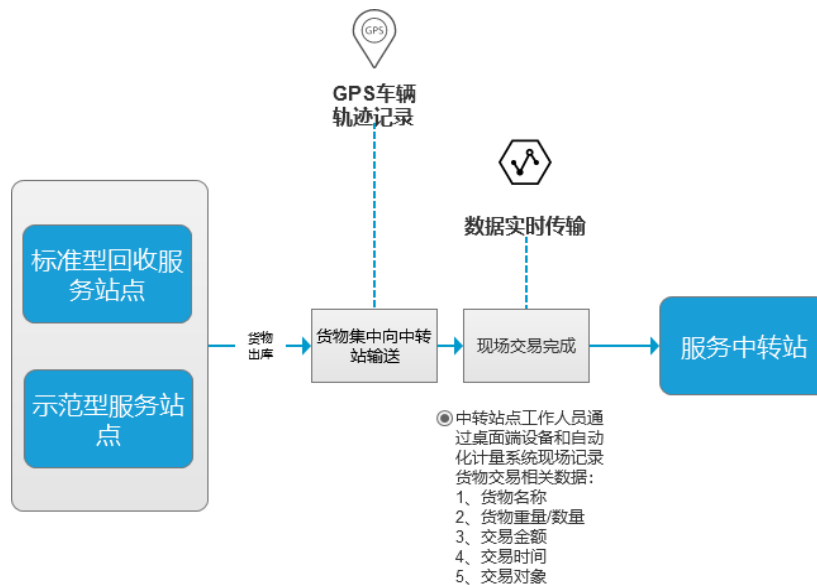 GPS
GPS车辆
轨迹记录
数据实时传输
标准型回收服
务站点
示范型服务站
点
货物
出库
货物集中向中转
站输送
现场交易完成
服务中转站
中转站点工作人员通
过桌面端设备和自动
化计量系统现场记录
货物交易相关数据：
1、货物名称
2、货物重量/数量
3、交易金额
4、交易时间
5、交易对象